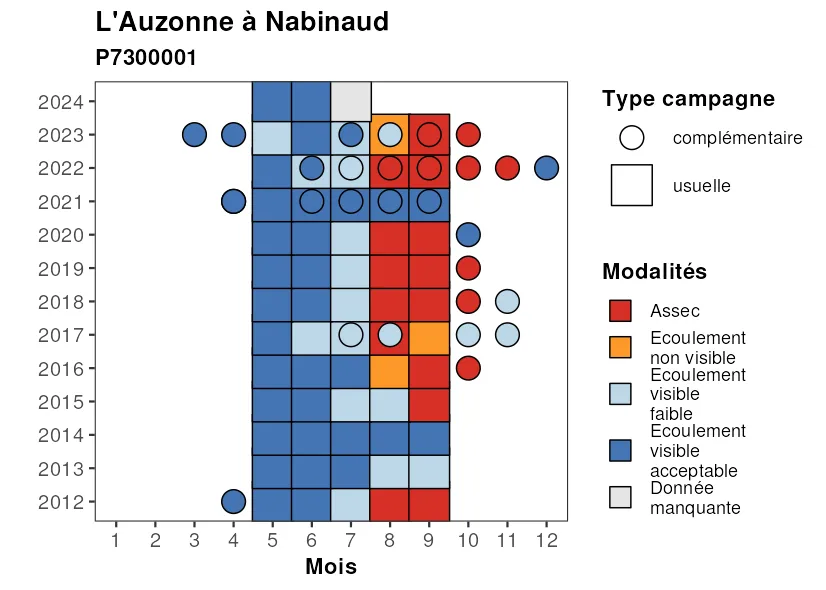 L'Auzonne à Nabinaud
P7300001
2024
2023
2022
2021
2020
2019
2018
2017
2016
2015
2014
2013
2012
1 2 3 4 5 6 7 8 9 10 11 12
Mois
Type campagne
complémentaire
usuelle
Modalités
Assec
Ecoulement
non visible
Ecoulement
visible
faible
Ecoulement
visible
acceptable
Donnée
manquante